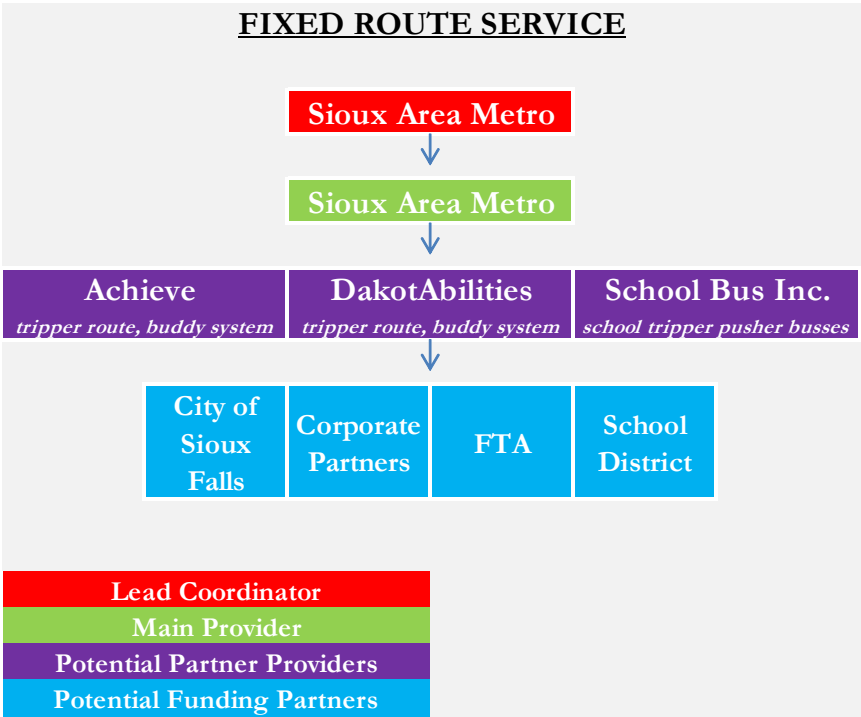 FIXED ROUTE SERVICE
Sioux Area Metro
Sioux Area Metro
Achieve
tripper route, buddy system
DakotAbilities
tripper route, buddy system
School Bus Inc.
school tripper pusher busses
City of
Sioux
Falls
Corporate
Partners
FTA
School
District
Lead Coordinator
Main Provider
Potential Partner Providers
Potential Funding Partners